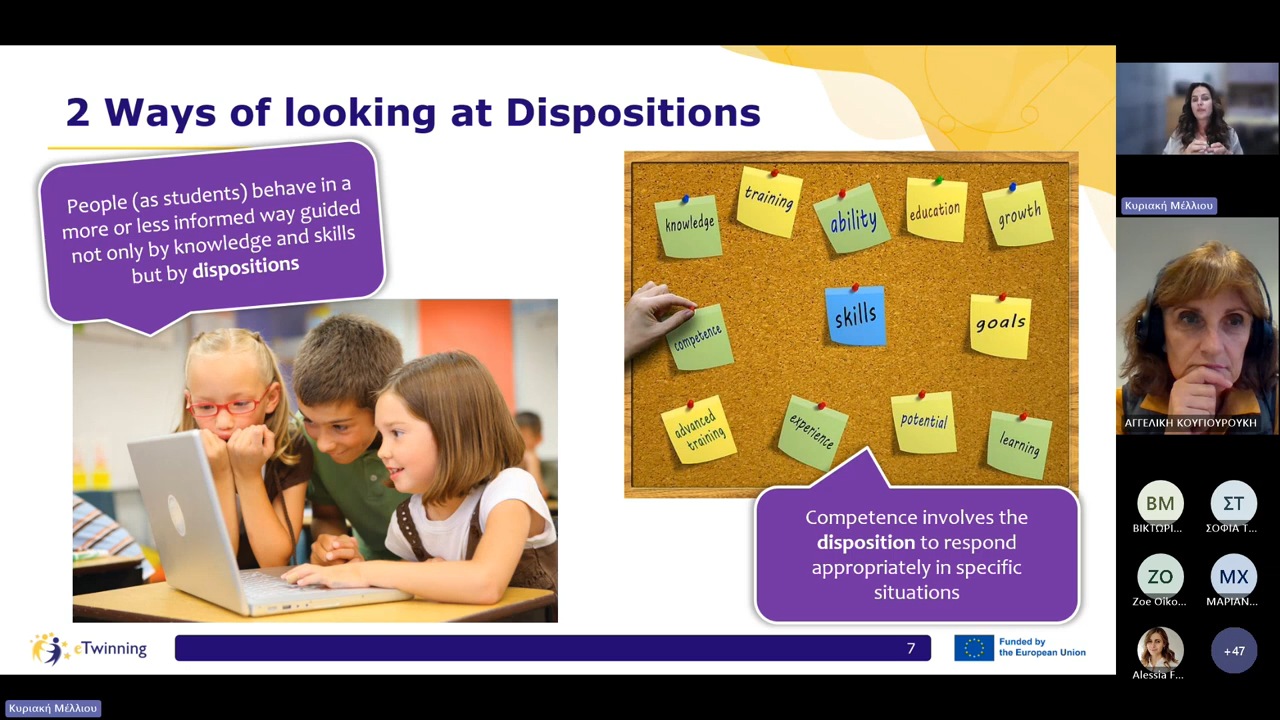 2 Ways of looking at Dispositions
People (as students) behave in a
more or less informed way guided
not only by knowledge and skills
but by dispositions
knowledge
training
ability
education
growth
competence
skills
goals
advanced
training
experience
potential
learning
Competence involves the
disposition to respond
appropriately in specific
situations
eTwinning
7
Funded by
the European Union
Κυριακή Μέλλιου
ΑΓΓΕΛΙΚΗ ΚΟΥΓΙΟΥΡΟΥΚΗ
ΒΜ
ΣΤ
ΒΙΚΤΩΡΙ...
ΣΟΦΙΑ Τ...
ZO
ΜΧ
Zoe Oiko...
ΜΑΡΙΑΝ...
Alessia F...
+47
Κυριακή Μέλλιου